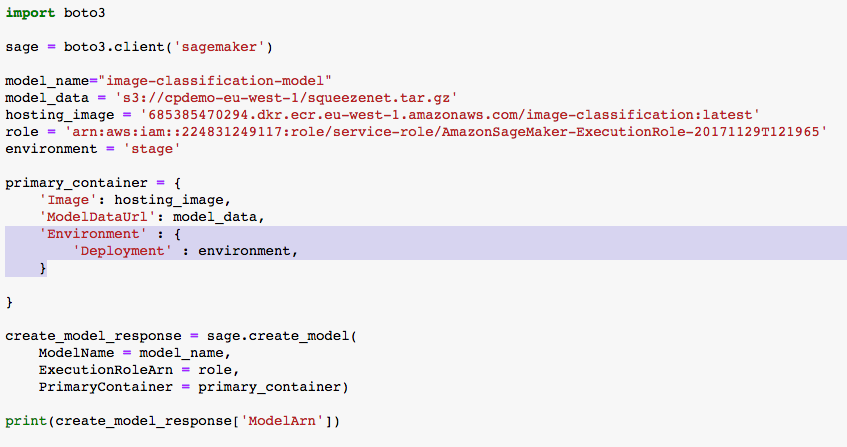 import boto3
sage = boto3.client('sagemaker')
model_name="image-classification-model"
model_data = 's3://cpdemo-eu-west-1/squeezenet.tar.gz'
hosting_image = '685385470294.dkr.ecr.eu-west-1.amazonaws.com/image-classification:latest'
role = 'arn:aws:iam::224831249117:role/service-role/AmazonSageMaker-ExecutionRole-20171129T121965'
environment = 'stage'
primary_container = {
    'Image': hosting_image,
    'ModelDataUrl': model_data,
    'Environment' : {
        'Deployment' : environment,
    }
}
create_model_response = sage.create_model(
    ModelName = model_name,
    ExecutionRoleArn = role,
    PrimaryContainer = primary_container)
print(create_model_response['ModelArn'])